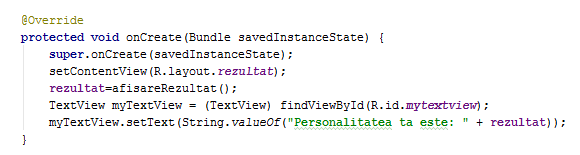 @Override
protected void onCreate(Bundle savedInstanceState) {
    super.onCreate(savedInstanceState);
    setContentView(R.layout.rezultat);
    rezultat=afisareRezultat();
    TextView myTextView = (TextView) findViewById(R.id.mytextview);
    myTextView.setText(String.valueOf("Personalitatea ta este: " + rezultat));
}